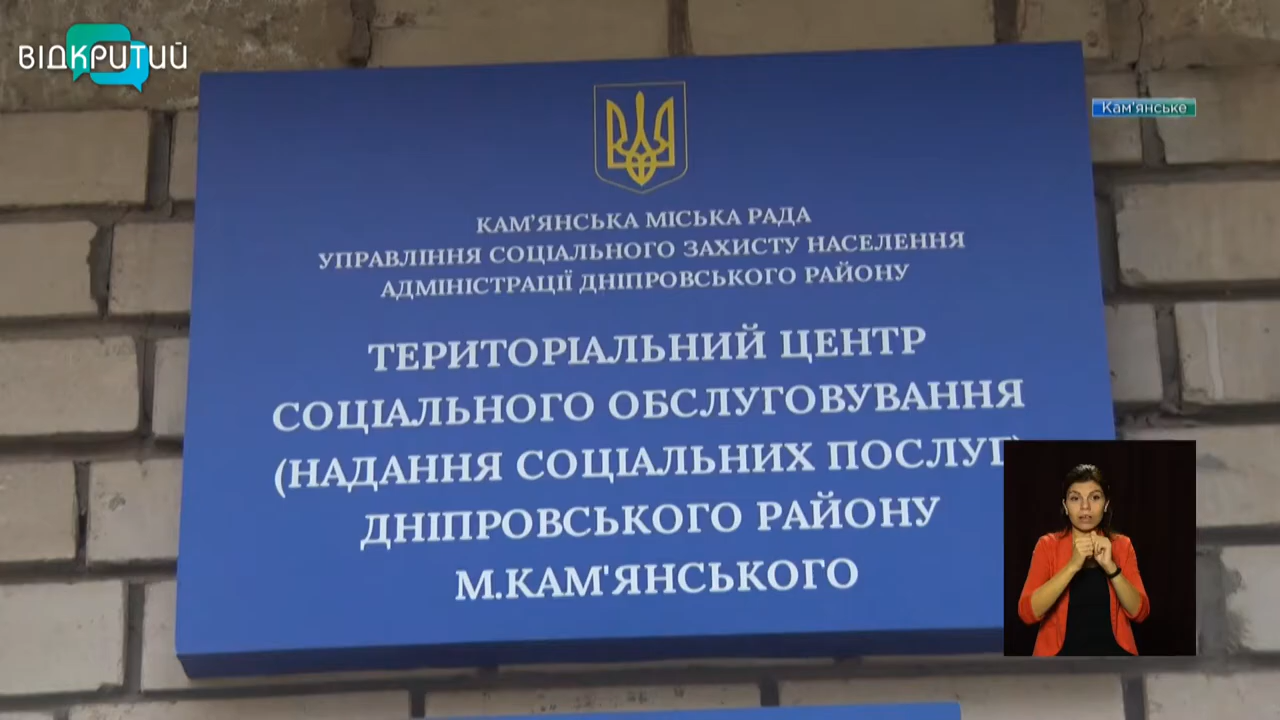 ВІДКРИТИЙ
Кам'янське
КАМ'ЯНСЬКА МІСЬКА РАДА
УПРАВЛІННЯ СОЦІАЛЬНОГО ЗАХИСТУ НАСЕЛЕННЯ
АДМІНІСТРАЦІЇ ДНІПРОВСЬКОГО РАЙОНУ
ТЕРИТОРІАЛЬНИЙ ЦЕНТР
СОЦІАЛЬНОГО ОБСЛУГОВУВАННЯ
(НАДАННЯ СОЦІАЛЬНИХ ПОСЛУГ)
ДНІПРОВСЬКОГО РАЙОНУ
М.КАМ'ЯНСЬКОГО